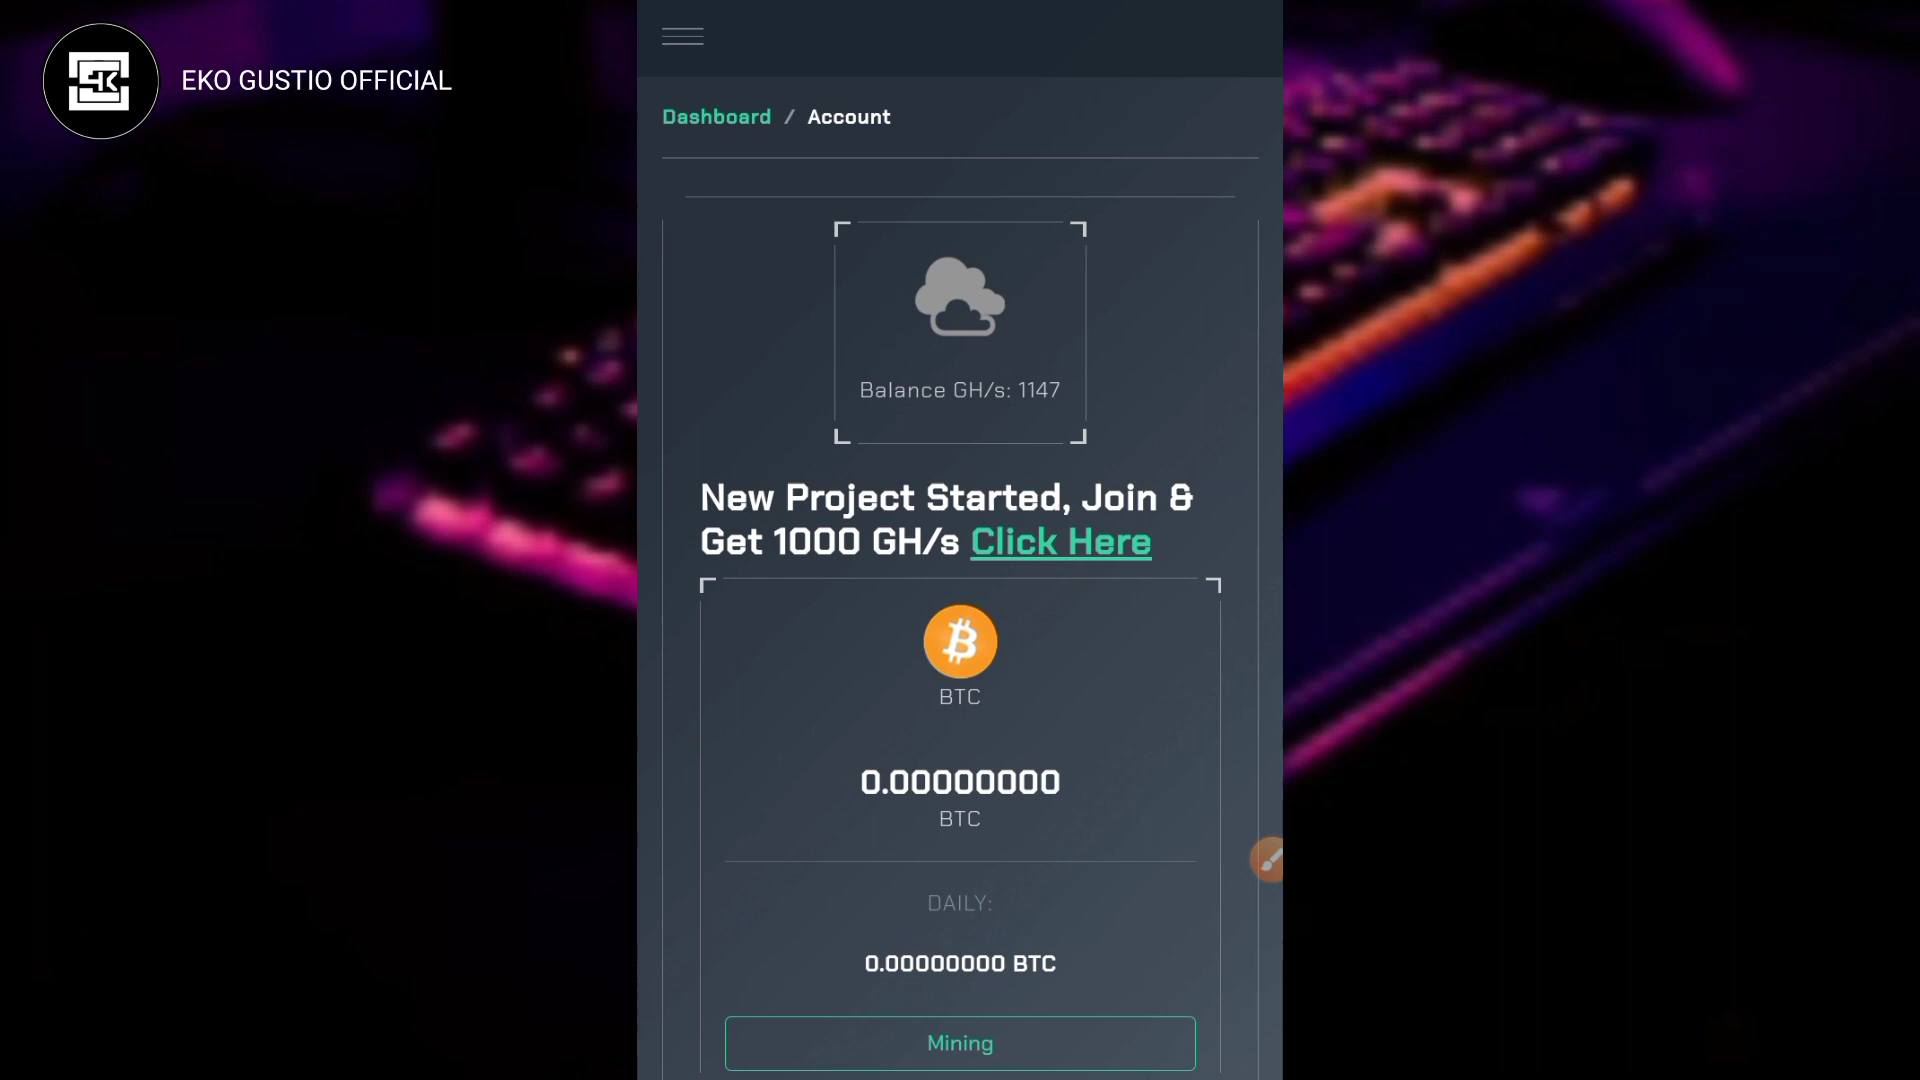 EKO GUSTIO OFFICIAL
Dashboard / Account
Balance GH/s: 1147
New Project Started, Join &
Get 1000 GH/s Click Here
BTC
0.00000000
BTC
DAILY:
0.00000000 BTC
Mining